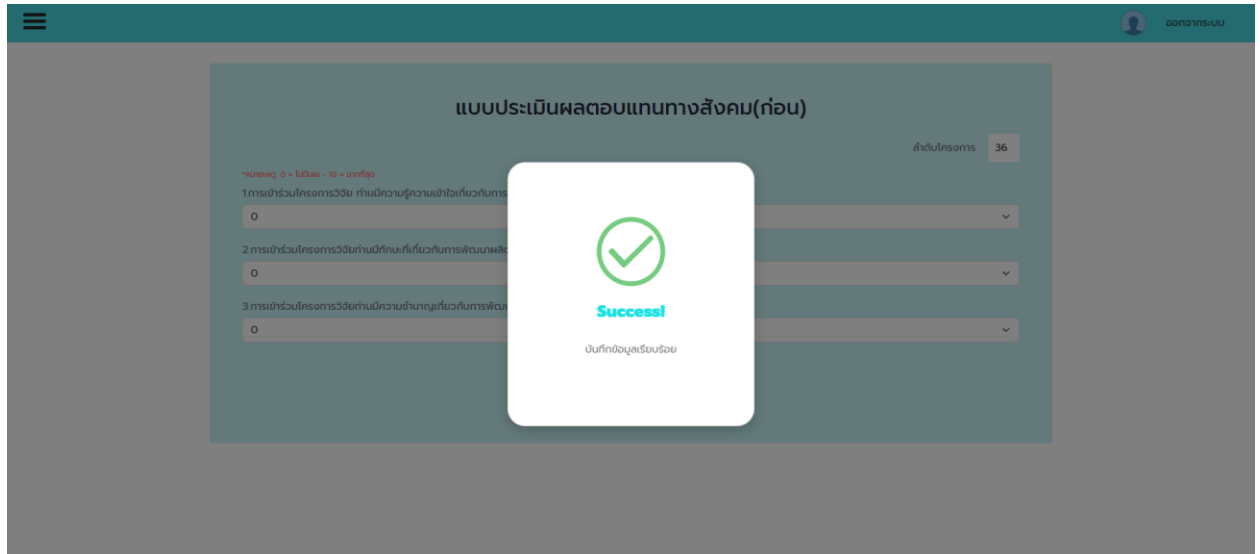 ออกจากระบบ
แบบประเมินผลตอบแทนทางสังคม(ก่อน)
ลำดับโครงการ 36
*หมายเหตุ: 0 = ไม่มีเลย - 10 = มากที่สุด
1.การเข้าร่วมโครงการวิจัย ท่านมีความรู้ความเข้าใจเกี่ยวกับการ
0
2.การเข้าร่วมโครงการวิจัยท่านมีทักษะที่เกี่ยวกับการพัฒนาผลิต
0
3.การเข้าร่วมโครงการวิจัยท่านมีความชำนาญเกี่ยวกับการพัฒน
0
Success!
บันทึกข้อมูลเรียบร้อย